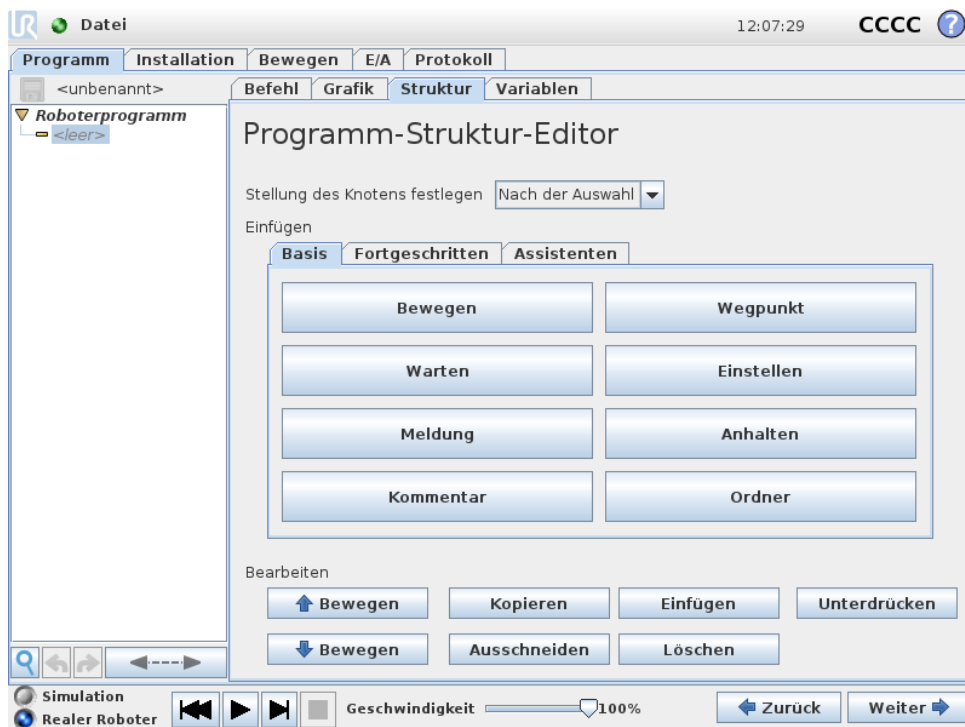 UR Datei 12:07:29 CCCC ?
Programm Installation Bewegen E/A Protokoll
<unbenannt> Befehl Grafik Struktur Variablen
Roboterprogramm
<leer>
Programm-Struktur-Editor
Stellung des Knotens festlegen Nach der Auswahl
Einfügen
Basis Fortgeschritten Assistenten
Bewegen Wegpunkt
Warten Einstellen
Meldung Anhalten
Kommentar Ordner
Bearbeiten
Bewegen Kopieren Einfügen Unterdrücken
Bewegen Ausschneiden Löschen
Simulation
Realer Roboter Geschwindigkeit 100% Zurück Weiter